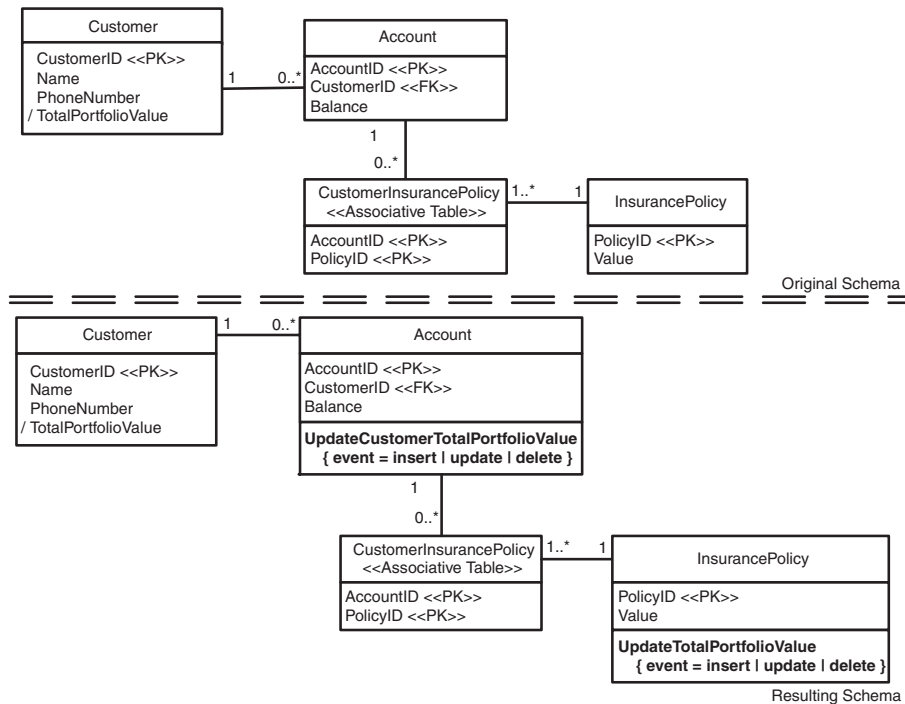 Customer
CustomerID <<PK>>
Name
PhoneNumber
/ TotalPortfolioValue
1
0..*
Account
AccountID <<PK>>
CustomerID <<FK>>
Balance
1
0..*
CustomerInsurancePolicy
<<Associative Table>>
AccountID <<PK>>
PolicyID <<PK>>
1..*
1
InsurancePolicy
PolicyID <<PK>>
Value
Original Schema
Customer
CustomerID <<PK>>
Name
PhoneNumber
/ TotalPortfolioValue
1
0..*
Account
AccountID <<PK>>
CustomerID <<FK>>
Balance
UpdateCustomerTotalPortfolioValue
{ event = insert | update | delete }
1
0..*
CustomerInsurancePolicy
<<Associative Table>>
AccountID <<PK>>
PolicyID <<PK>>
1..*
1
InsurancePolicy
PolicyID <<PK>>
Value
UpdateTotalPortfolioValue
{ event = insert | update | delete }
Resulting Schema